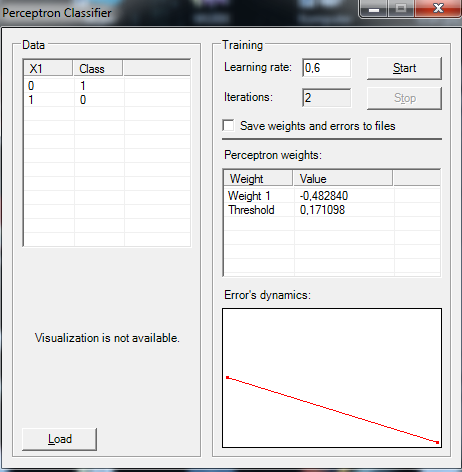 Perceptron Classifier
Data
X1 Class
0 1
1 0
Visualization is not available.
Load
Training
Learning rate: 0,6 Start
Iterations: 2 Stop
Save weights and errors to files
Perceptron weights:
Weight Value
Weight 1 -0,482840
Threshold 0,171098
Error's dynamics: